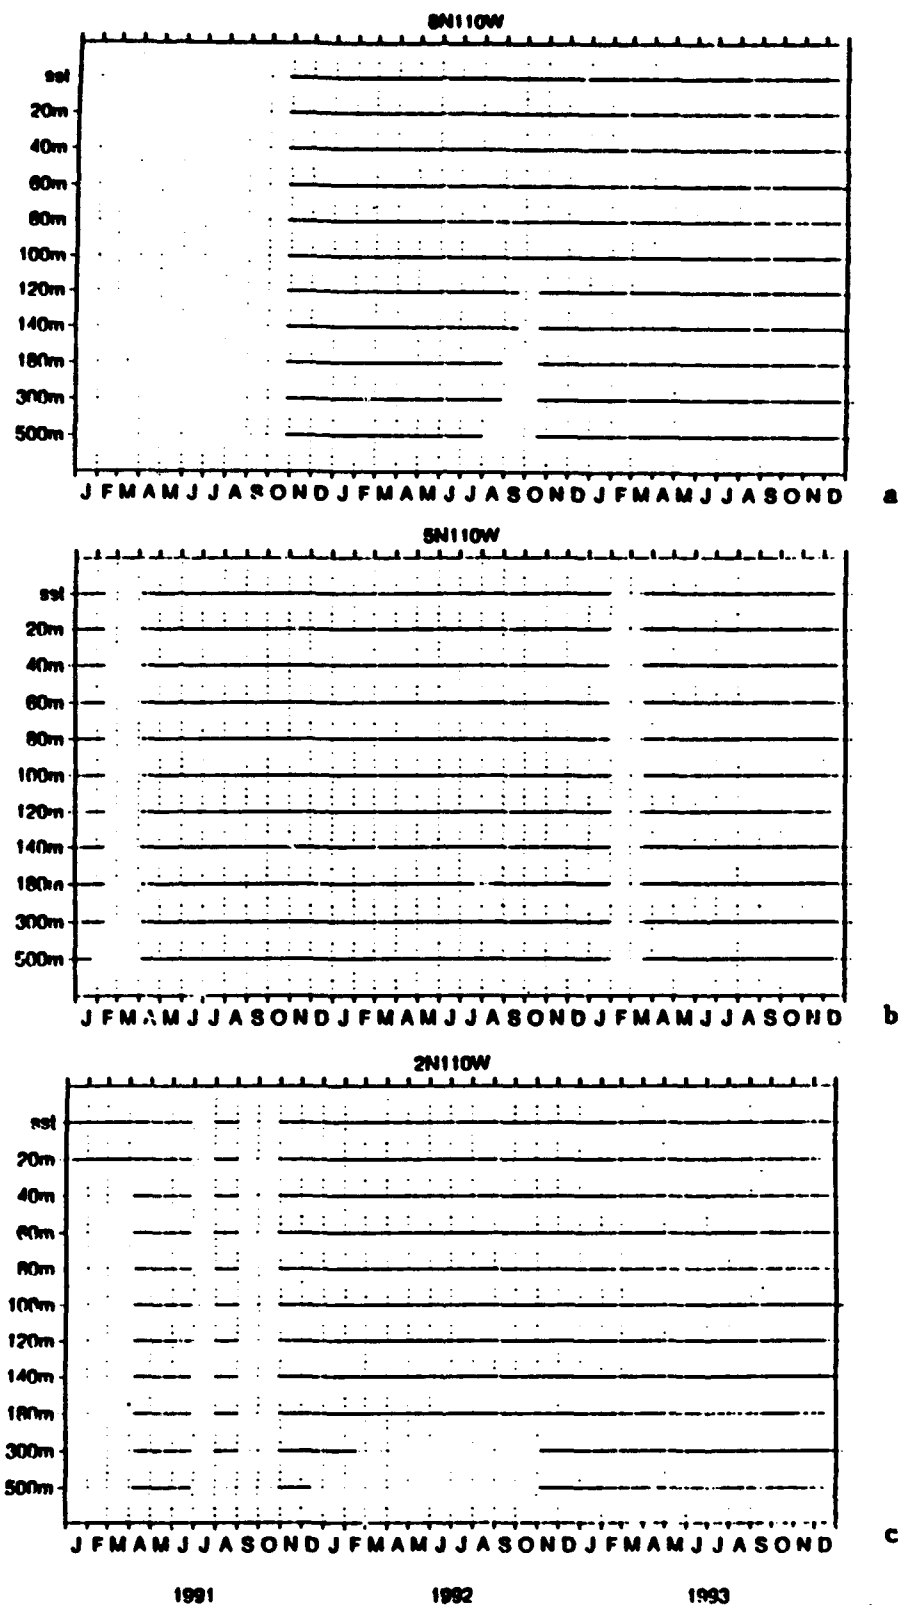 8N110W
sst
20m
40m
60m
80m
100m
120m
140m
180m
300m
500m
J F M A M J J A S O N D J F M A M J J A S O N D J F M A M J J A S O N D
a
5N110W
sst
20m
40m
60m
80m
100m
120m
140m
180m
300m
500m
J F M A M J J A S O N D J F M A M J J A S O N D J F M A M J J A S O N D
b
2N110W
sst
20m
40m
60m
80m
100m
120m
140m
180m
300m
500m
J F M A M J J A S O N D J F M A M J J A S O N D J F M A M J J A S O N D
c
1991 1992 1993